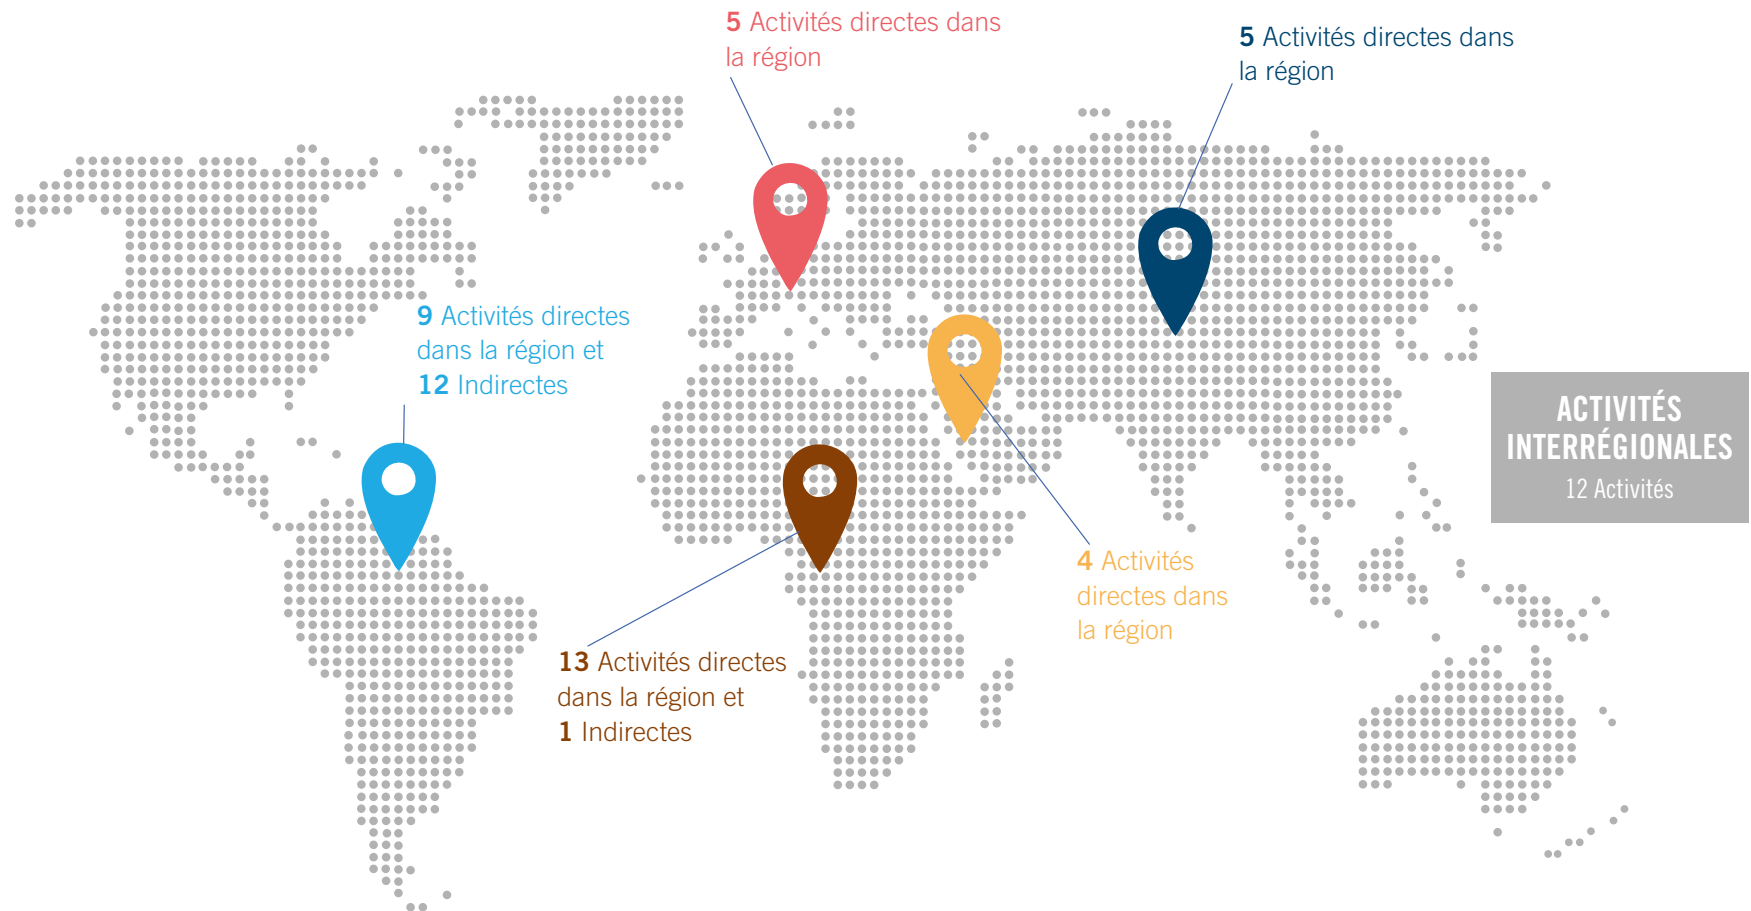 5 Activités directes dans
la région
5 Activités directes dans
la région
9 Activités directes
dans la région et
12 Indirectes
ACTIVITÉS
INTERRÉGIONALES
12 Activités
4 Activités
directes dans
la région
13 Activités directes
dans la région et
1 Indirectes